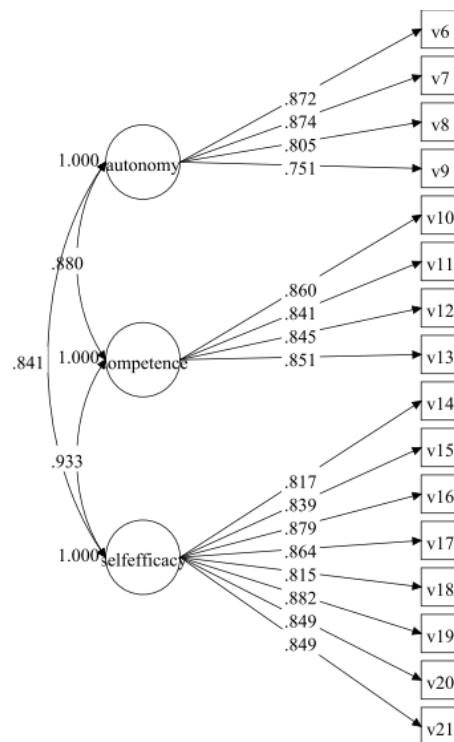 v6
v7
.872
.874
v8
.805
1.000
autonomy
.751
v9
v10
.880
.860
v11
.841
v12
.845
1.000
competence
.851
v13
.841
v14
.817
v15
.839
.933
.879
v16
.864
v17
1.000
selfefficacy
.815
v18
.882
v19
.849
.849
v20
v21